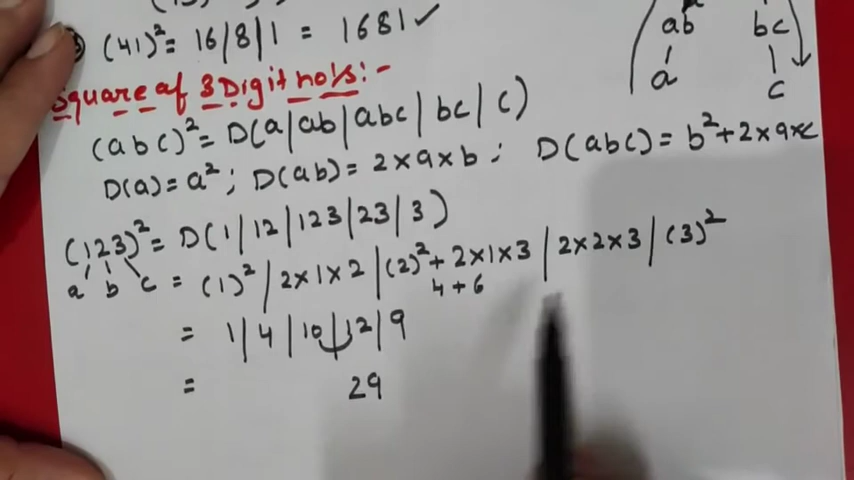 (41)² = 16/8/1 = 1681✓
ab bc
a c
Square of 3 Digit no's:-
(abc)² = D(a|ab|abc|bc|c)
D(a)=a²; D(ab)=2×a×b; D(abc)=b²+2×a×c
(123)² = D(1|12|123|23|3)
a b c = (1)²|2×1×2|(2)²+2×1×3|2×2×3|(3)²
4+6
= 1|4|10|12|9
= 29